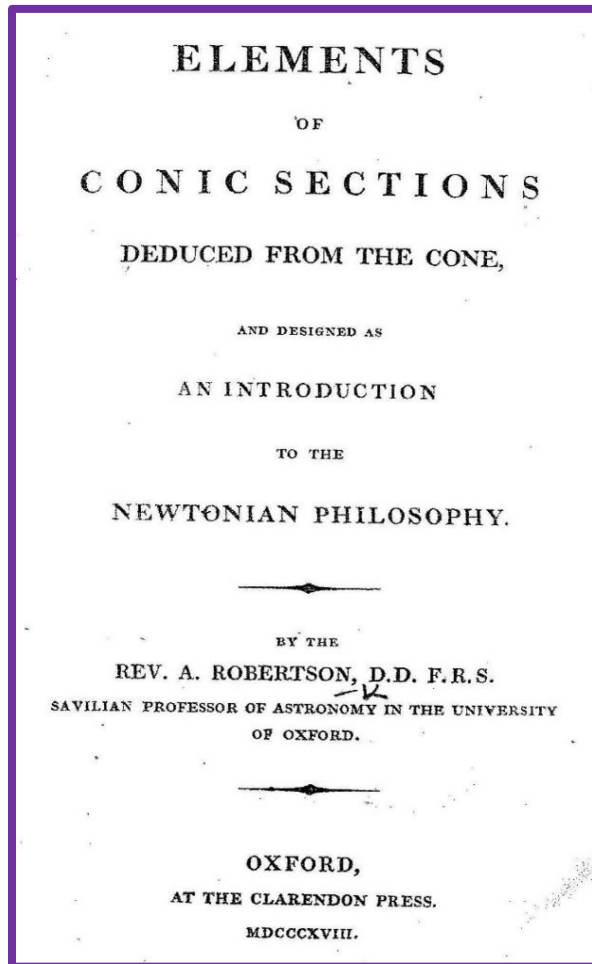 ELEMENTS
OF
CONIC SECTIONS
DEDUCED FROM THE CONE,
AND DESIGNED AS
AN INTRODUCTION
TO THE
NEWTONIAN PHILOSOPHY.
BY THE
REV. A. ROBERTSON, D.D. F.R.S.
SAVILIAN PROFESSOR OF ASTRONOMY IN THE UNIVERSITY
OF OXFORD.
OXFORD,
AT THE CLARENDON PRESS.
MDCCCXVIII.